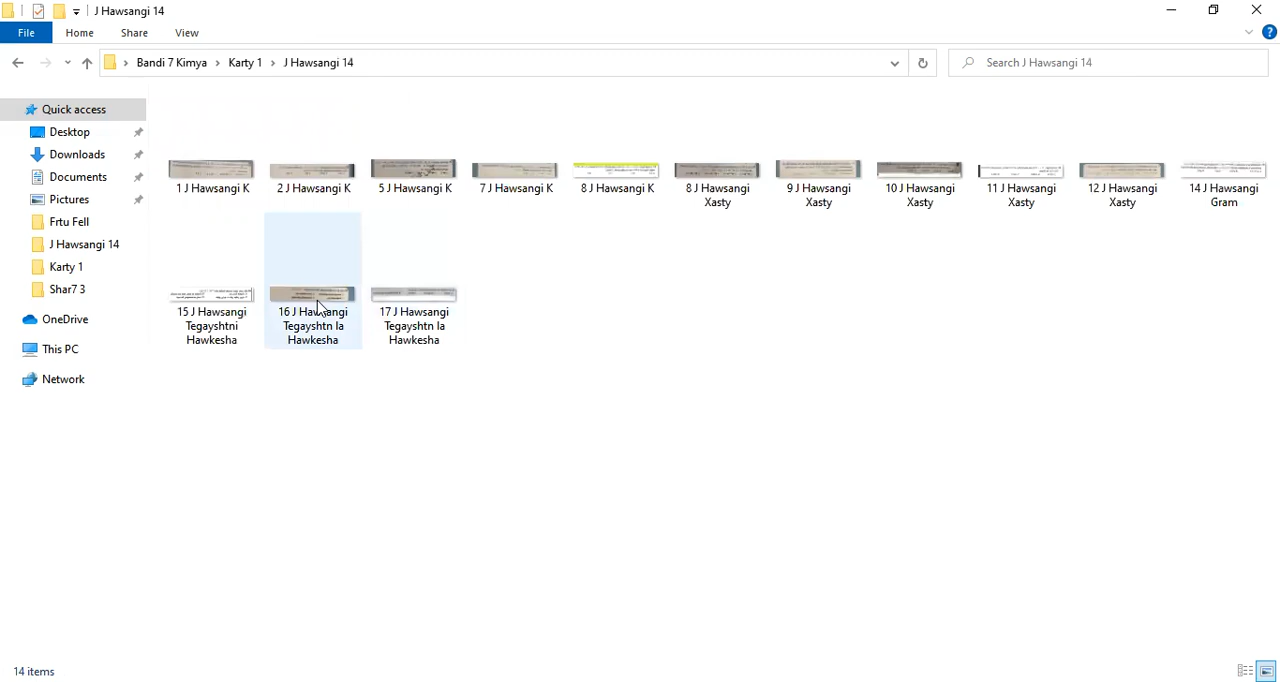 J Hawsangi 14
File Home Share View
Bandi 7 Kimya Karty 1 J Hawsangi 14
Search J Hawsangi 14
Quick access
Desktop
Downloads
Documents
Pictures
Frtu Fell
J Hawsangi 14
Karty 1
Shar7 3
OneDrive
This PC
Network
1 J Hawsangi K
2 J Hawsangi K
5 J Hawsangi K
7 J Hawsangi K
8 J Hawsangi K
8 J Hawsangi
Xasty
9 J Hawsangi
Xasty
10 J Hawsangi
Xasty
11 J Hawsangi
Xasty
12 J Hawsangi
Xasty
14 J Hawsangi
Gram
15 J Hawsangi
Tegayshtni
Hawkesha
16 J Hawsangi
Tegayshtn la
Hawkesha
17 J Hawsangi
Tegayshtn la
Hawkesha
14 items